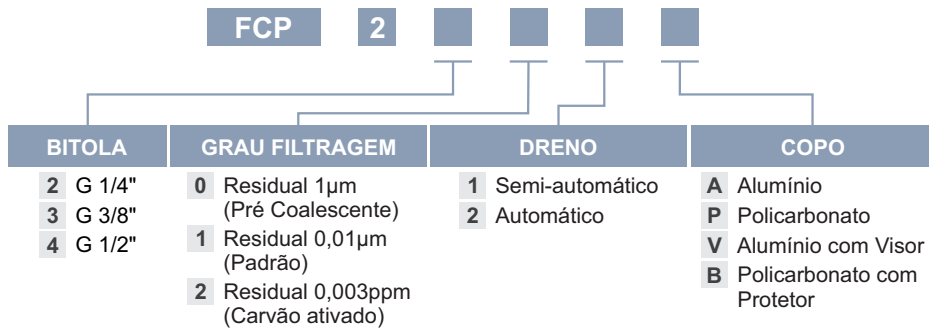 FCP 2
BITOLA
2 G 1/4"
3 G 3/8"
4 G 1/2"
GRAU FILTRAGEM
0 Residual 1µm
(Pré Coalescente)
1 Residual 0,01µm
(Padrão)
2 Residual 0,003ppm
(Carvão ativado)
DRENO
1 Semi-automático
2 Automático
COPO
A Alumínio
P Policarbonato
V Alumínio com Visor
B Policarbonato com
Protetor